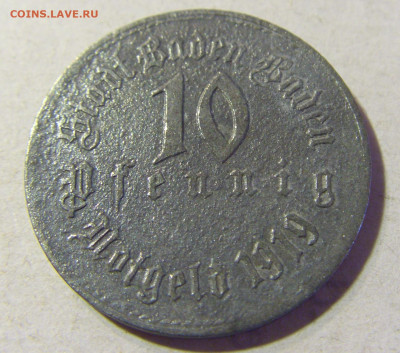 COINS.LAVE.RU
Stadt Baden Baden
10
Pfennig
Notgeld 1919